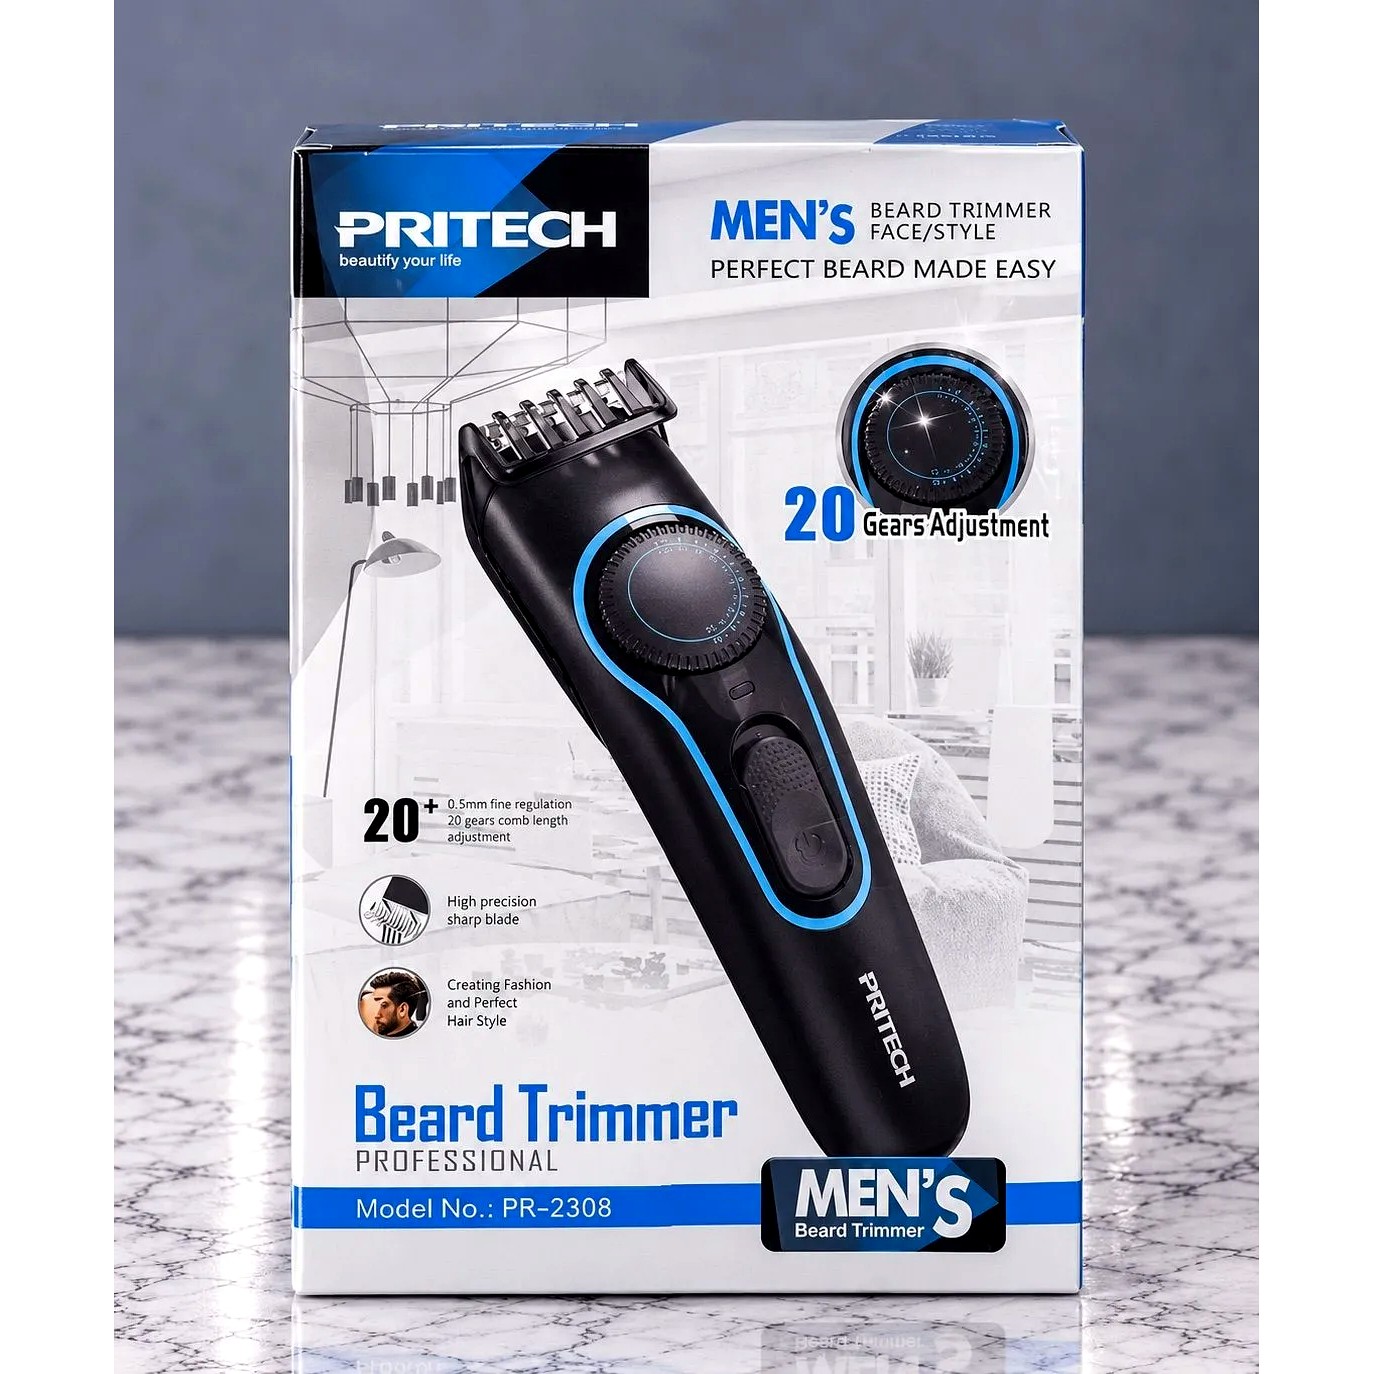 PRITECH
PRITECH
beautify your life
MEN'S
BEARD TRIMMER
FACE/STYLE
PERFECT BEARD MADE EASY
20
Gears Adjustment
20+
0.5mm fine regulation
20 gears comb length
adjustment
High precision
sharp blade
Creating Fashion
and Perfect
Hair Style
PRITECH
Beard Trimmer
PROFESSIONAL
Model No.: PR-2308
MEN'S
Beard Trimmer